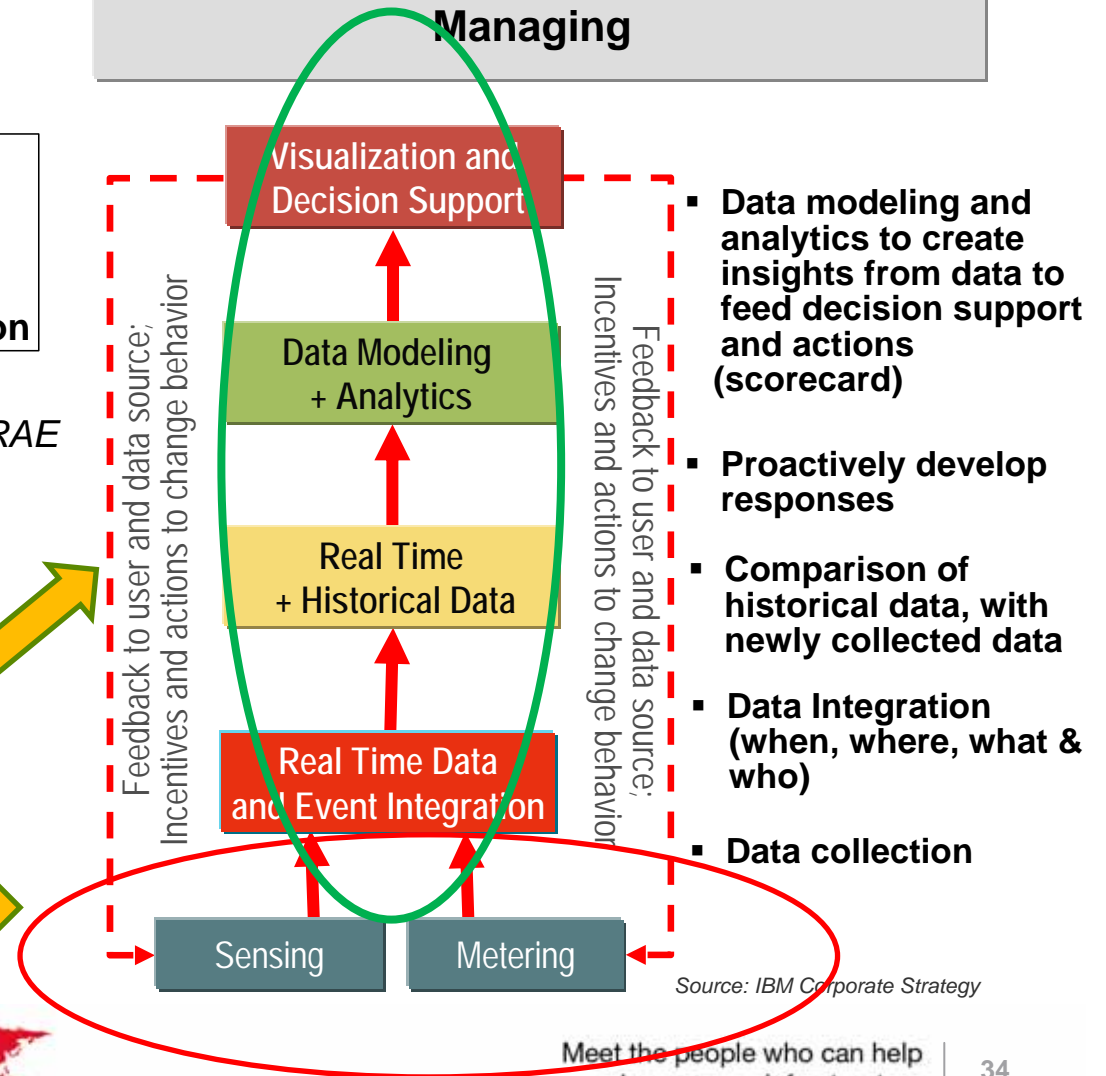 Managing
on
RAE
Visualization and
Decision Support
Data Modeling
+ Analytics
Real Time
+ Historical Data
Real Time Data
and Event Integration
Sensing
Metering
Feedback to user and data source;
Incentives and actions to change behavior
Feedback to user and data source;
Incentives and actions to change behavior
▪ Data modeling and
analytics to create
insights from data to
feed decision support
and actions
(scorecard)
▪ Proactively develop
responses
▪ Comparison of
historical data, with
newly collected data
▪ Data Integration
(when, where, what &
who)
▪ Data collection
Source: IBM Corporate Strategy
Meet the people who can help
34